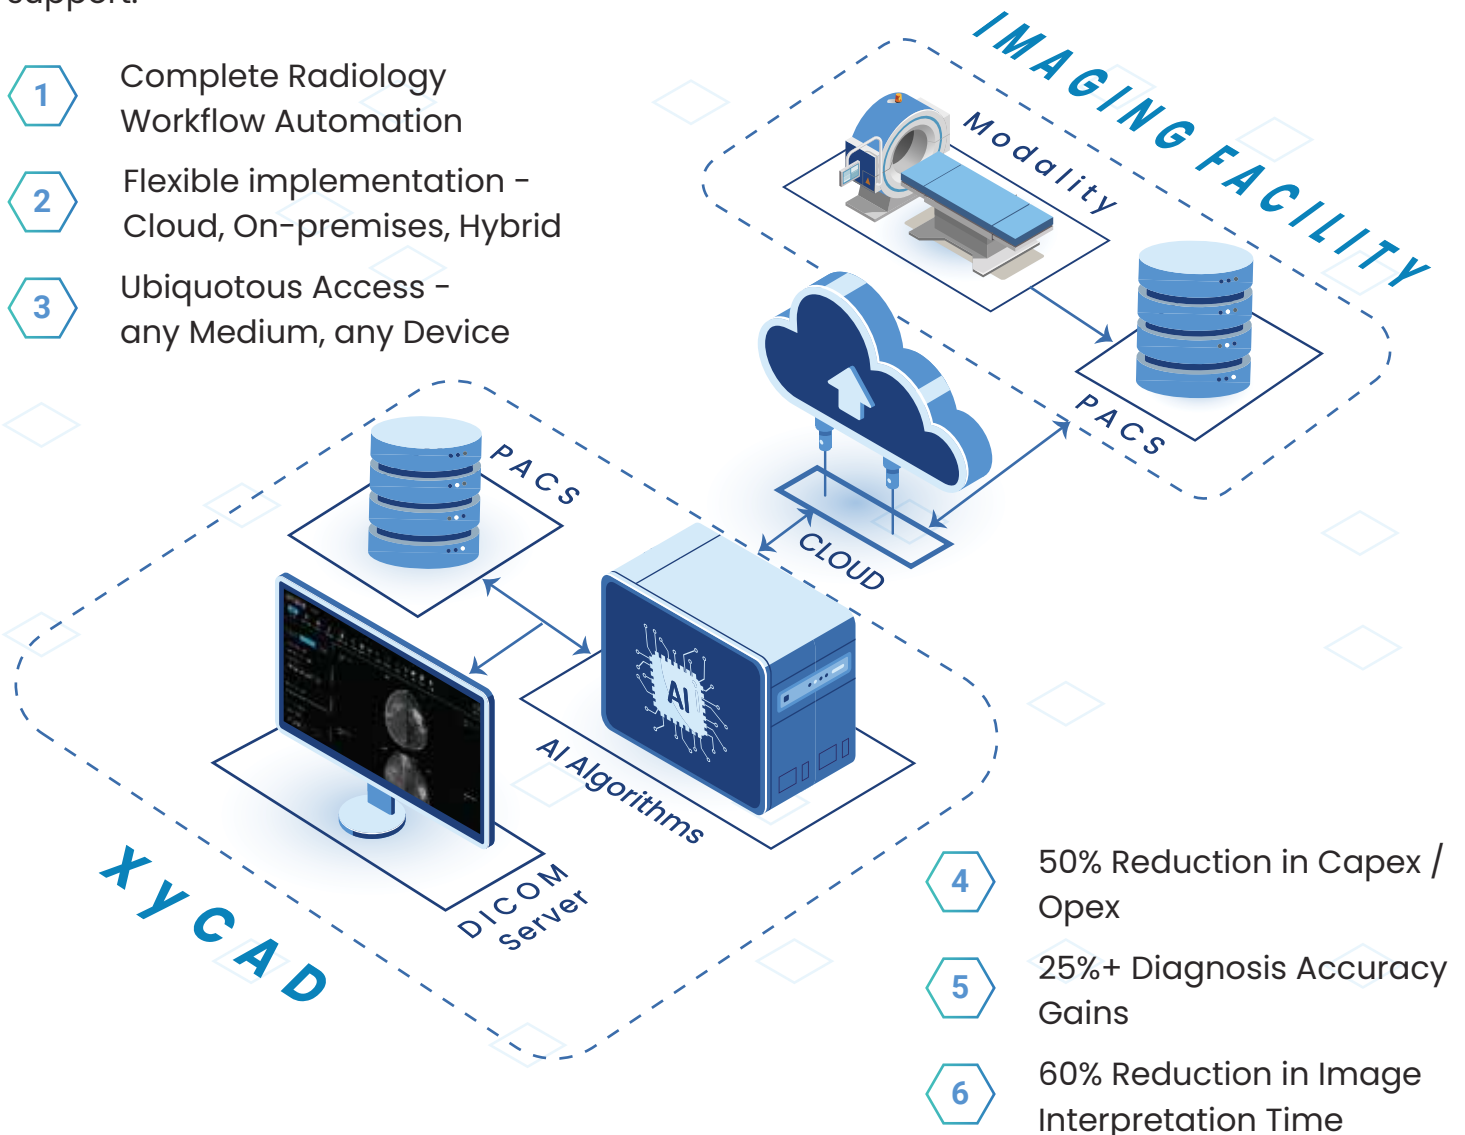 support.
1
Complete Radiology
Workflow Automation
2
Flexible implementation -
Cloud, On-premises, Hybrid
3
Ubiquotous Access -
any Medium, any Device
IMAGING FACILITY
Modality
PACS
CLOUD
PACS
AI
AI Algorithms
DICOM
Server
XyCAD
4
50% Reduction in Capex /
Opex
5
25%+ Diagnosis Accuracy
Gains
6
60% Reduction in Image
Interpretation Time